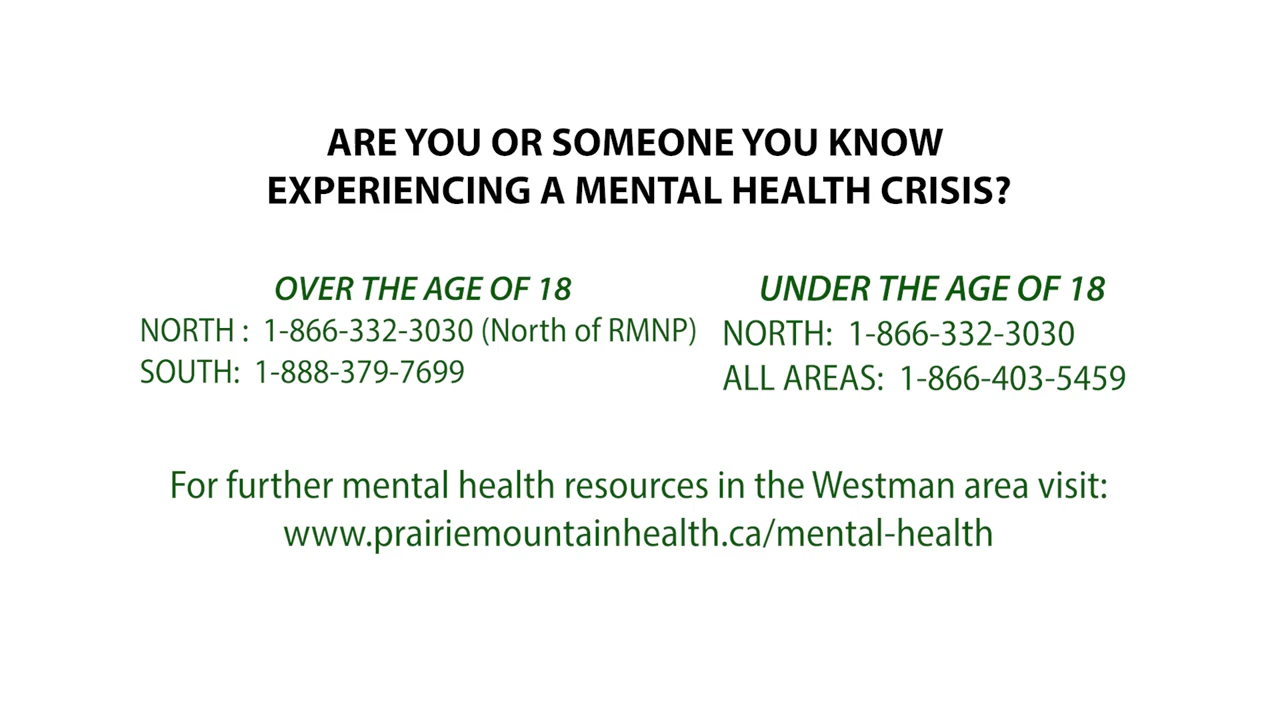 ARE YOU OR SOMEONE YOU KNOW
EXPERIENCING A MENTAL HEALTH CRISIS?
OVER THE AGE OF 18
NORTH : 1-866-332-3030 (North of RMNP)
SOUTH: 1-888-379-7699
UNDER THE AGE OF 18
NORTH: 1-866-332-3030
ALL AREAS: 1-866-403-5459
For further mental health resources in the Westman area visit:
www.prairiemountainhealth.ca/mental-health